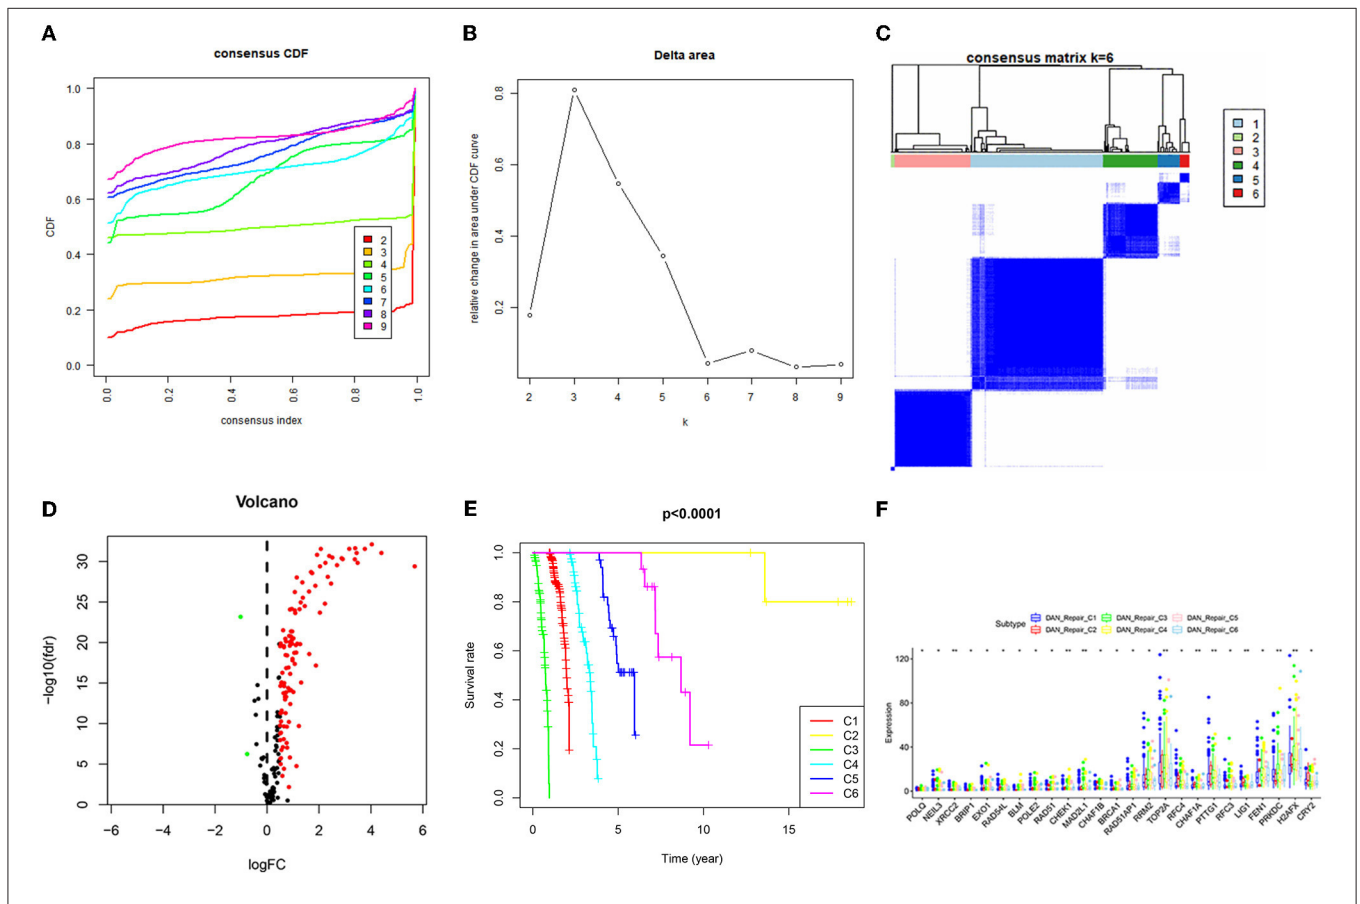 A
consensus CDF
CDF
0.0
0.2
0.4
0.6
0.8
1.0
0.0
0.2
0.4
0.6
0.8
1.0
consensus index
2
3
4
5
6
7
8
9
B
Delta area
relative change in area under CDF curve
0.2
0.4
0.6
0.8
2
3
4
5
6
7
8
9
k
C
consensus matrix k=6
1
2
3
4
5
6
D
Volcano
-log10(fdr)
0
5
10
15
20
25
30
-6
-4
-2
0
2
4
6
logFC
E
p<0.0001
Survival rate
0.0
0.2
0.4
0.6
0.8
1.0
0
5
10
15
Time (year)
C1
C2
C3
C4
C5
C6
F
Subtype
DAN_Repair_C1
DAN_Repair_C3
DAN_Repair_C5
DAN_Repair_C2
DAN_Repair_C4
DAN_Repair_C6
Expression
0
40
80
120
POLQ
NEIL3
XRCC2
BRIP1
EXO1
RAD54L
BLM
POLE2
RAD51
CHEK1
MAD2L1
CHAF1B
BRCA1
RAD51AP1
RRM2
TOP2A
RFC4
CHAF1A
PTTG1
RFC3
LIG1
FEN1
PRKDC
H2AFX
CRY2